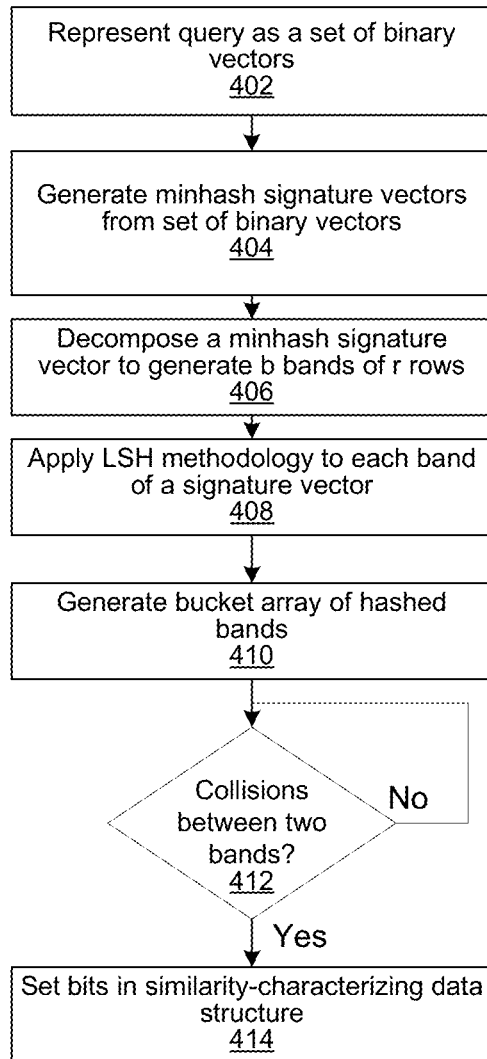 Represent query as a set of binary
vectors
402
Generate minhash signature vectors
from set of binary vectors
404
Decompose a minhash signature
vector to generate b bands of r rows
406
Apply LSH methodology to each band
of a signature vector
408
Generate bucket array of hashed
bands
410
Collisions
between two
bands?
412
No
Yes
Set bits in similarity-characterizing data
structure
414